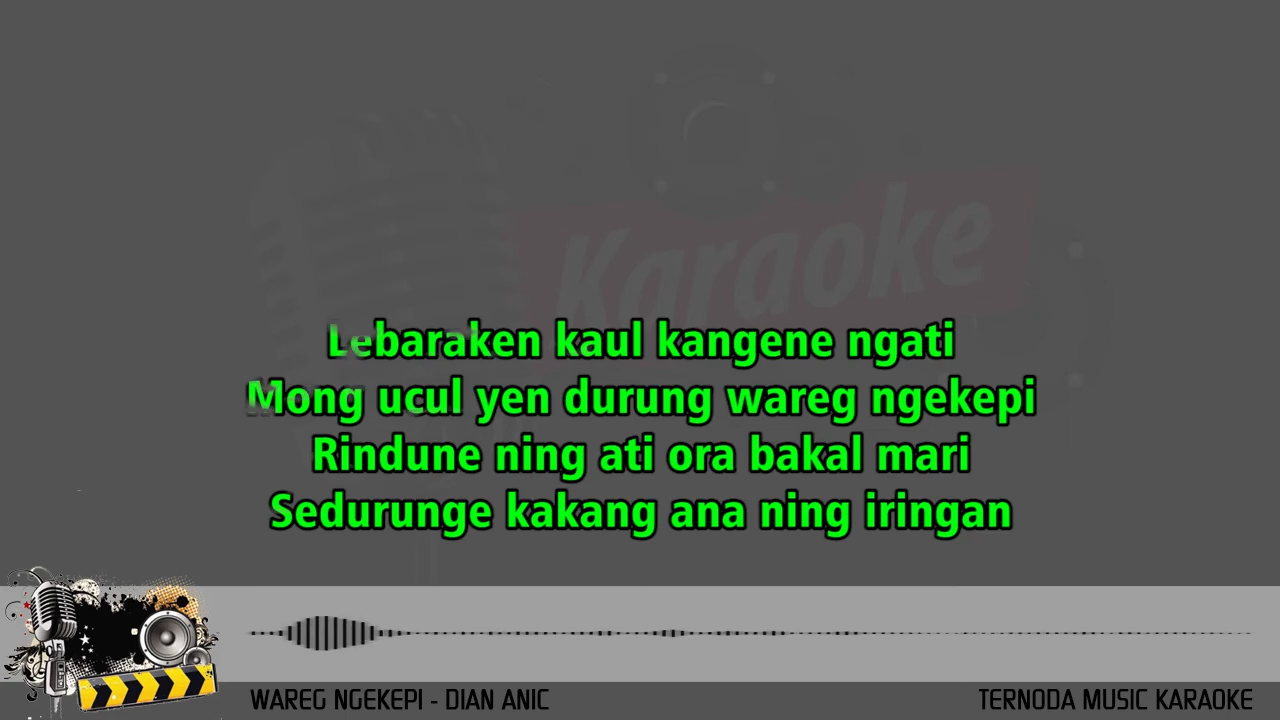 Karaoke
Lebaraken kaul kangene ngati
Mong ucul yen durung wareg ngekepi
Rindune ning ati ora bakal mari
Sedurunge kakang ana ning iringan
WAREG NGEKEPI - DIAN ANIC
TERNODA MUSIC KARAOKE